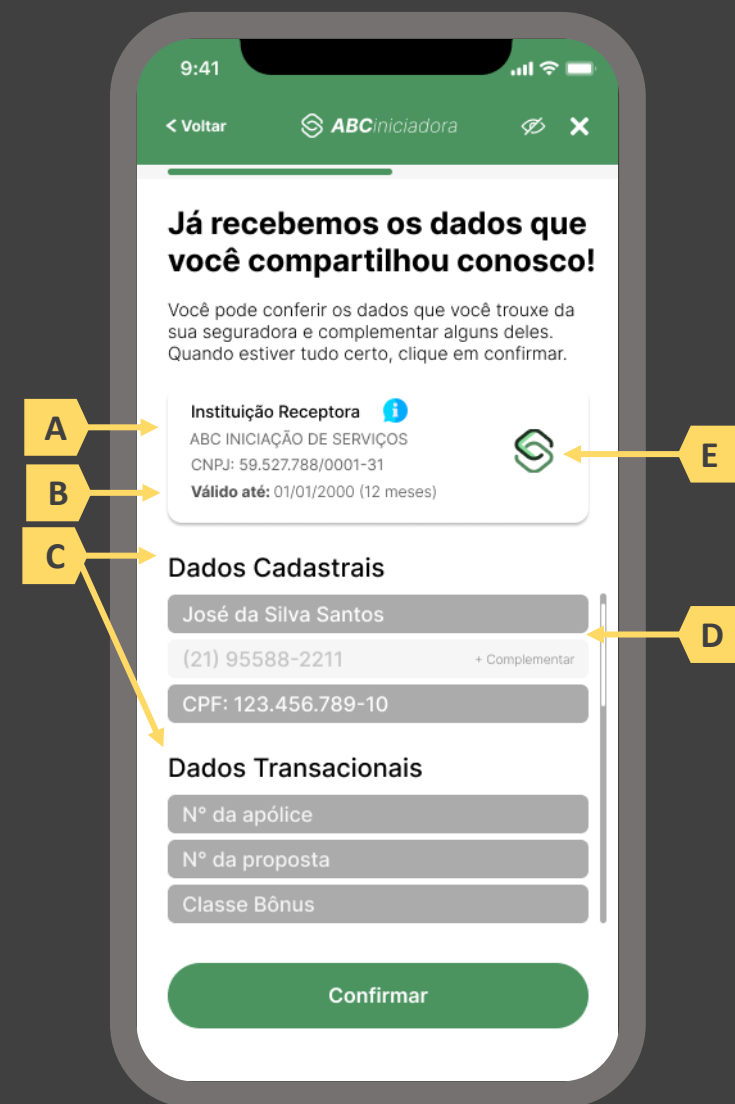 9:41
< Voltar
ABCiniciadora
Já recebemos os dados que
você compartilhou conosco!
Você pode conferir os dados que você trouxe da
sua seguradora e complementar alguns deles.
Quando estiver tudo certo, clique em confirmar.
A
Instituição Receptora i
ABC INICIAÇÃO DE SERVIÇOS
CNPJ: 59.527.788/0001-31
E
B
Válido até: 01/01/2000 (12 meses)
C
Dados Cadastrais
José da Silva Santos
D
(21) 95588-2211 + Complementar
CPF: 123.456.789-10
Dados Transacionais
N° da apólice
N° da proposta
Classe Bônus
Confirmar